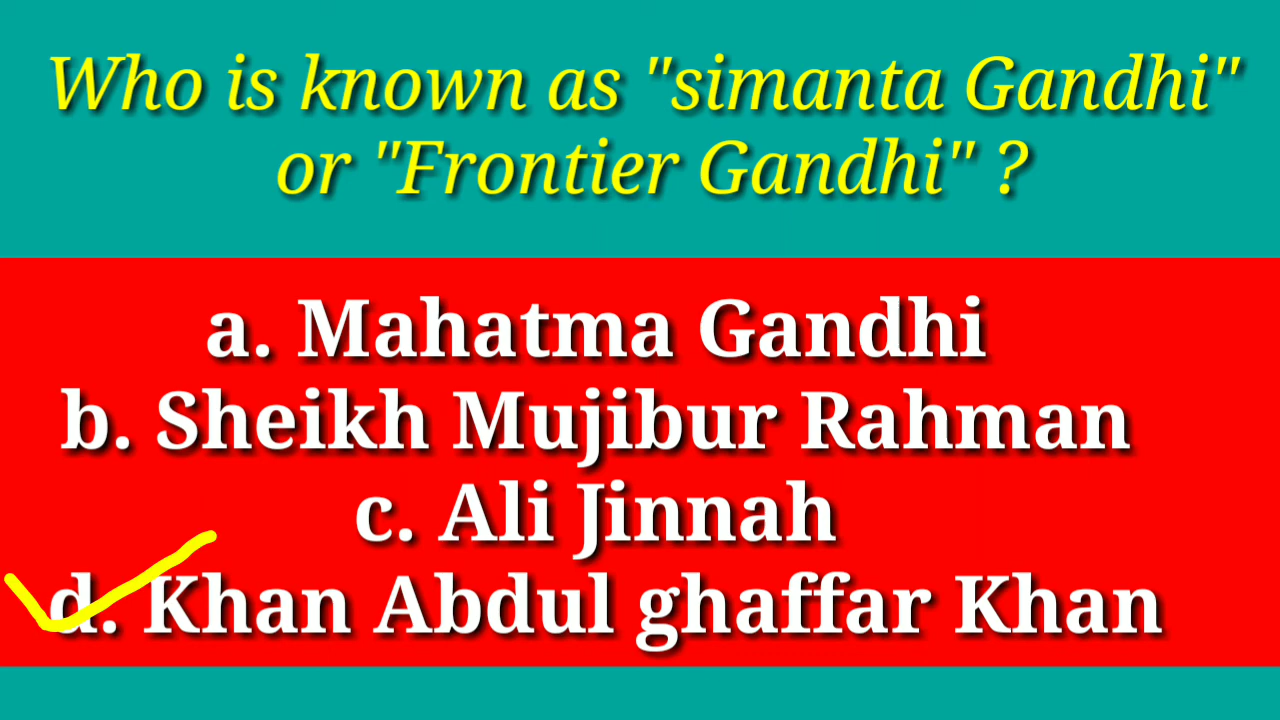 Who is known as "simanta Gandhi"
or "Frontier Gandhi" ?
a. Mahatma Gandhi
b. Sheikh Mujibur Rahman
c. Ali Jinnah
d. Khan Abdul ghaffar Khan